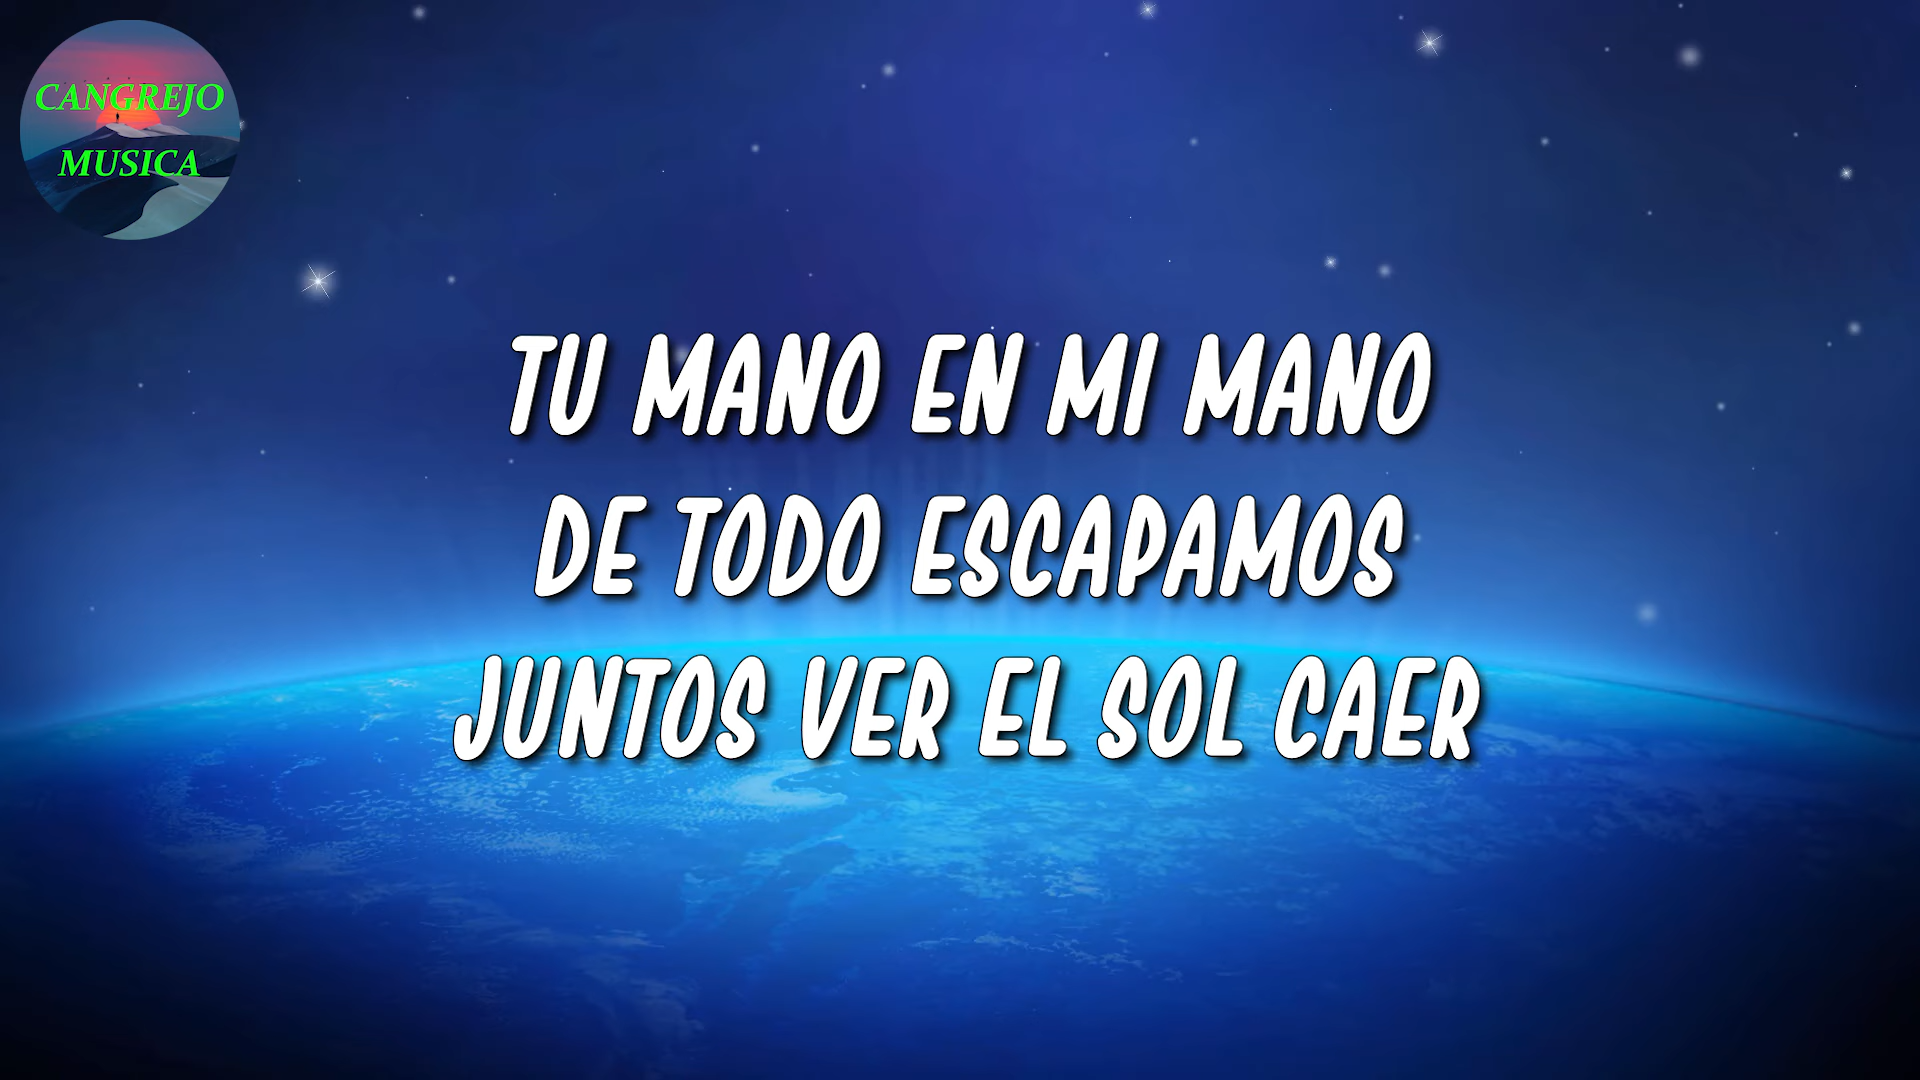 CANGREJO
MUSICA
TU MANO EN MI MANO
DE TODO ESCAPAMOS
JUNTOS VER EL SOL CAER